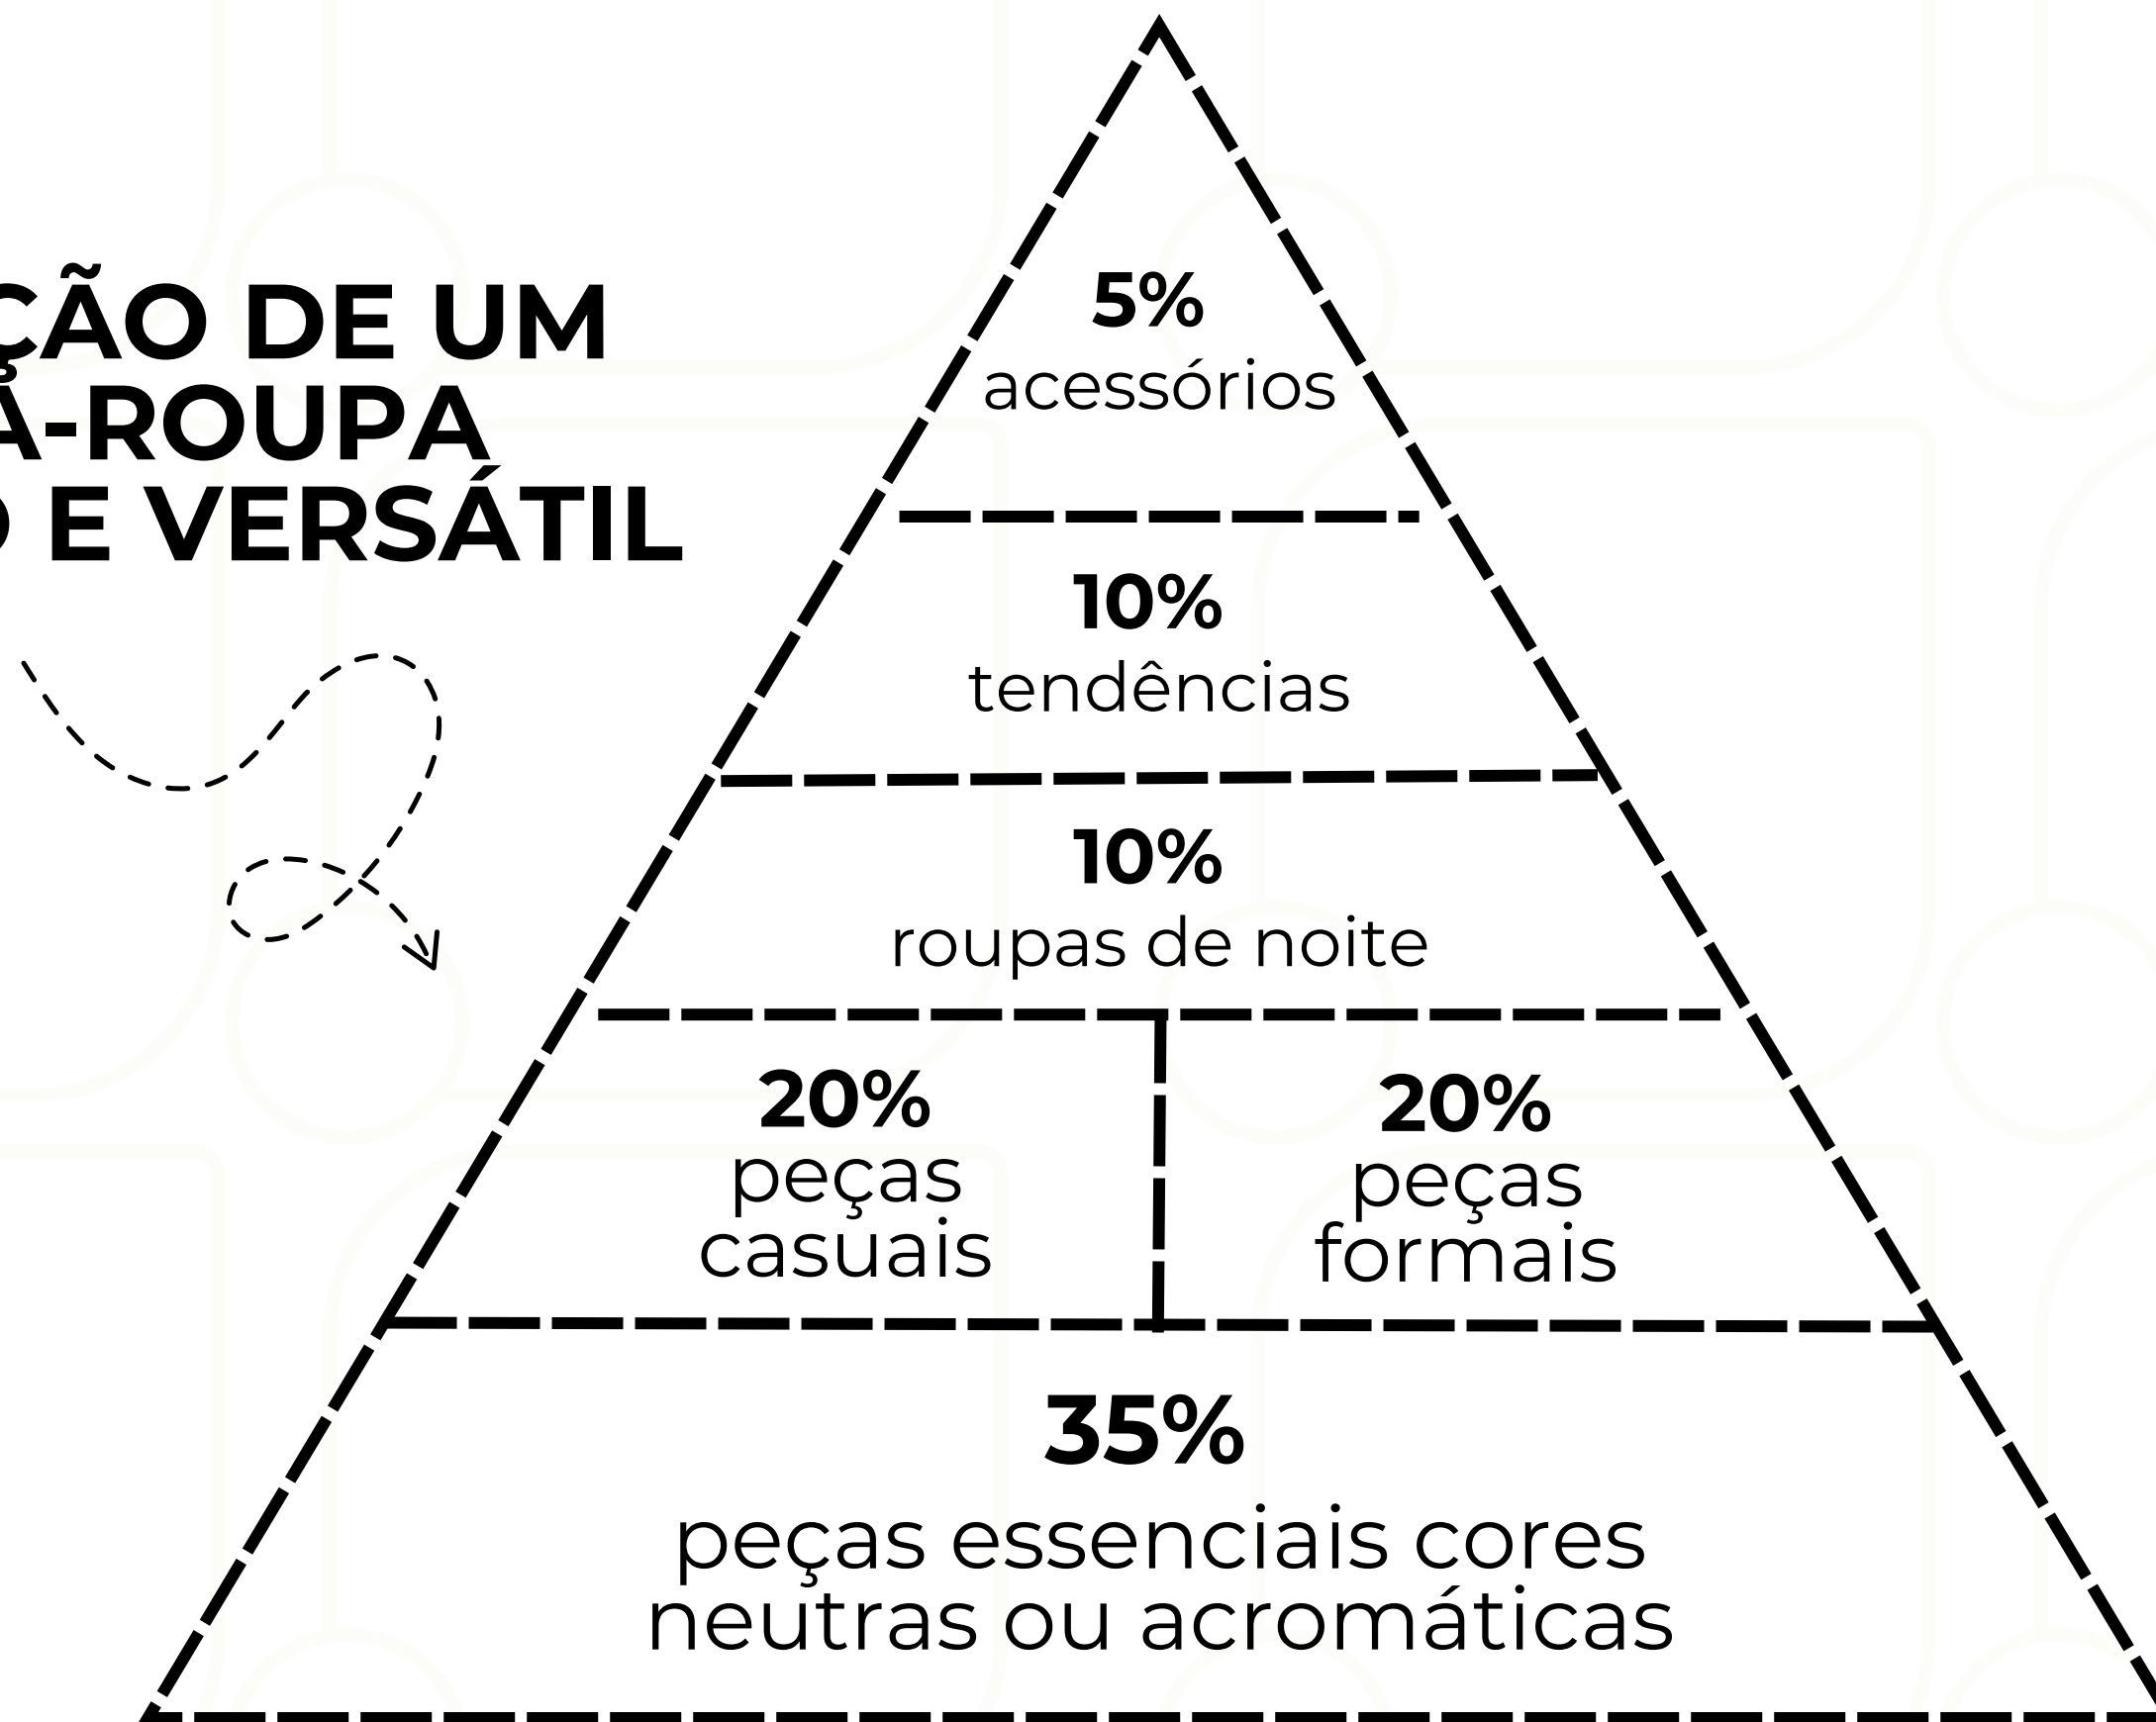 ÇÃO DE UM
A-ROUPA
E VERSÁTIL
5%
acessórios
10%
tendências
10%
roupas de noite
20%
peças
casuais
20%
peças
formais
35%
peças essenciais cores
neutras ou acromáticas